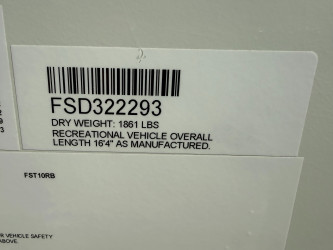 FSD322293
DRY WEIGHT: 1861 LBS
RECREATIONAL VEHICLE OVERALL
LENGTH 16'4" AS MANUFACTURED.
FST10RB
VEHICLE SAFETY
ABOVE.